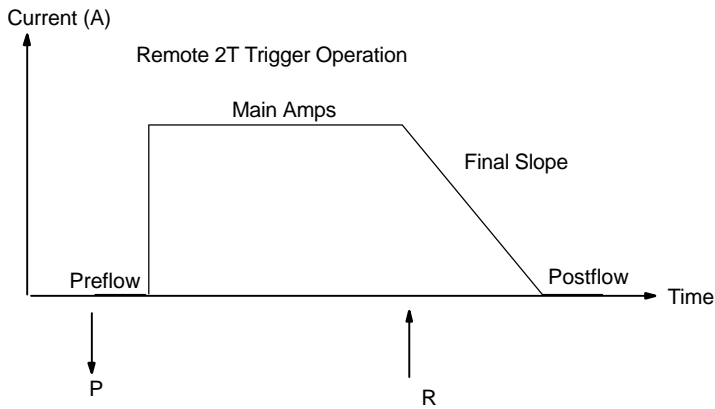 Current (A)
Remote 2T Trigger Operation
Main Amps
Final Slope
Preflow
Postflow
Time
P
R